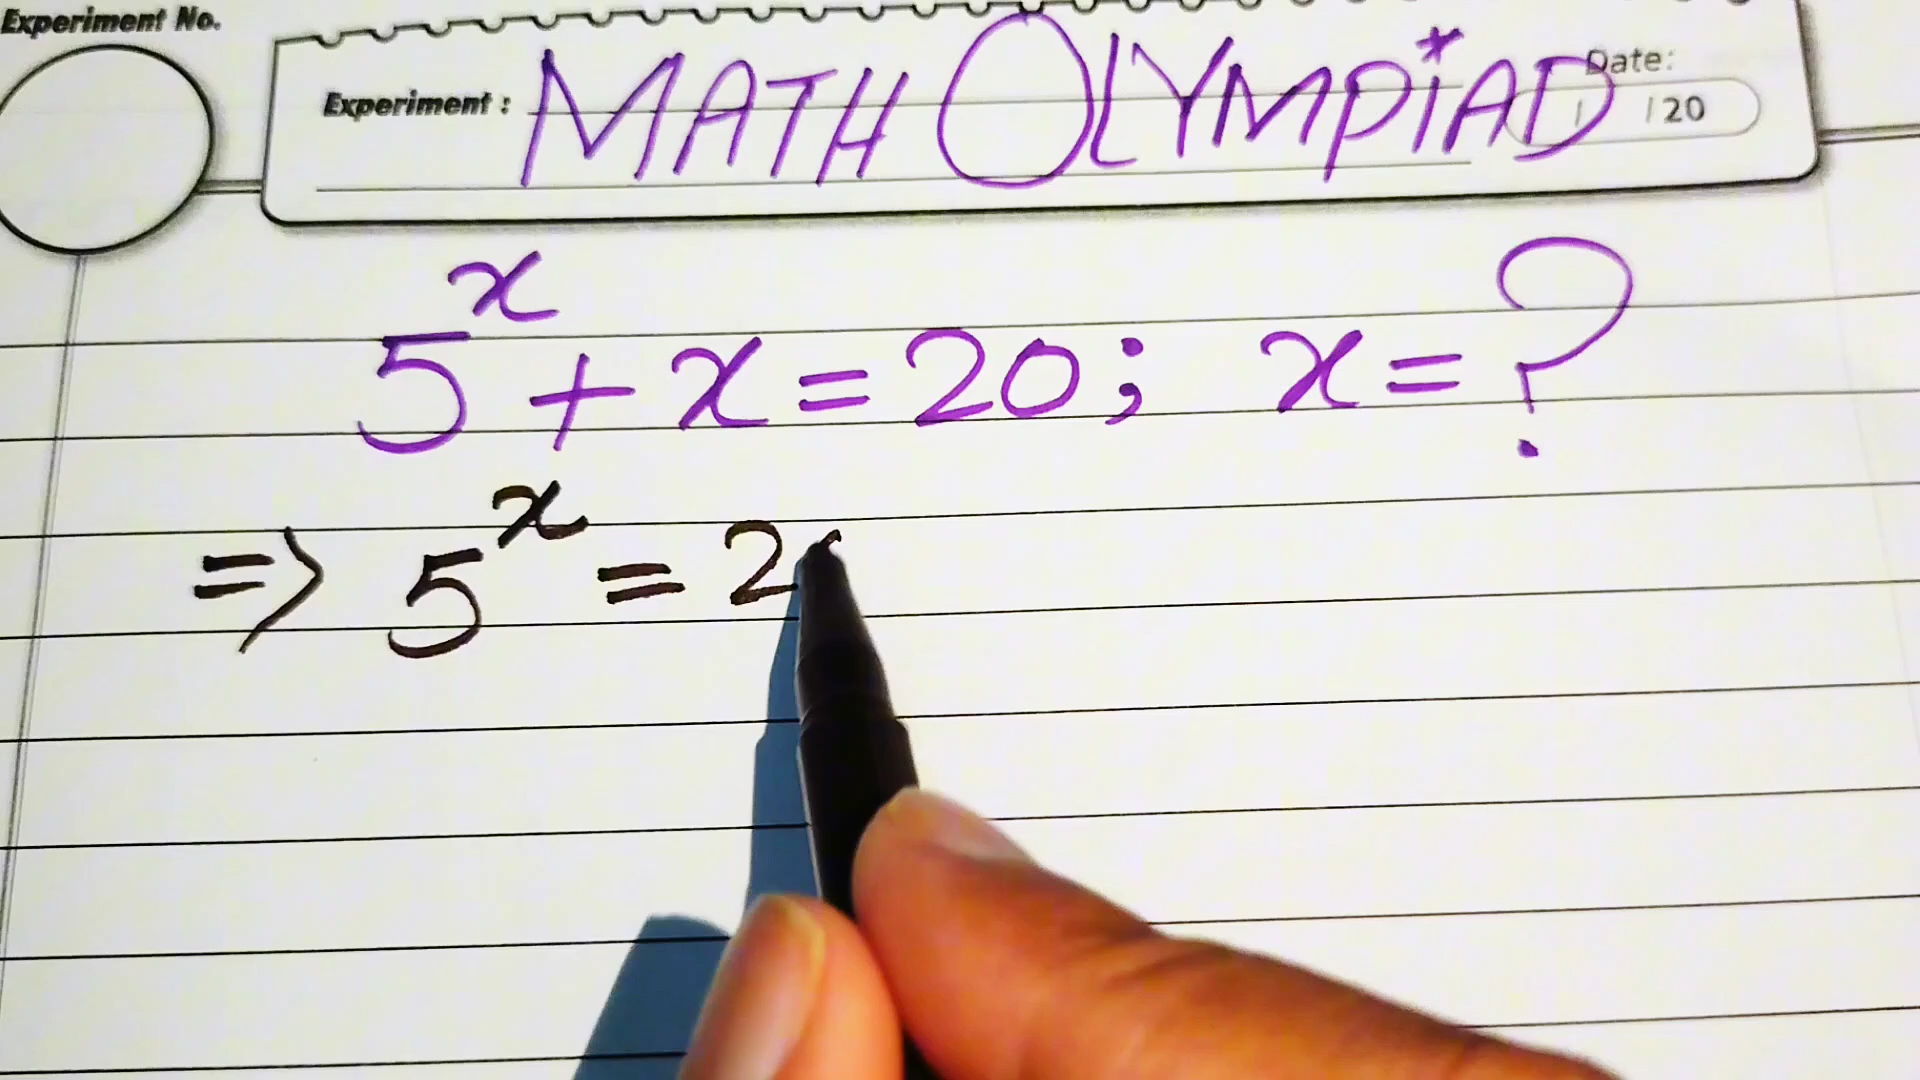 Experiment No.
Experiment : MATH OLYMPIAD
Date:
/ /20
5^x + x = 20 ; x = ?
=> 5^x = 2